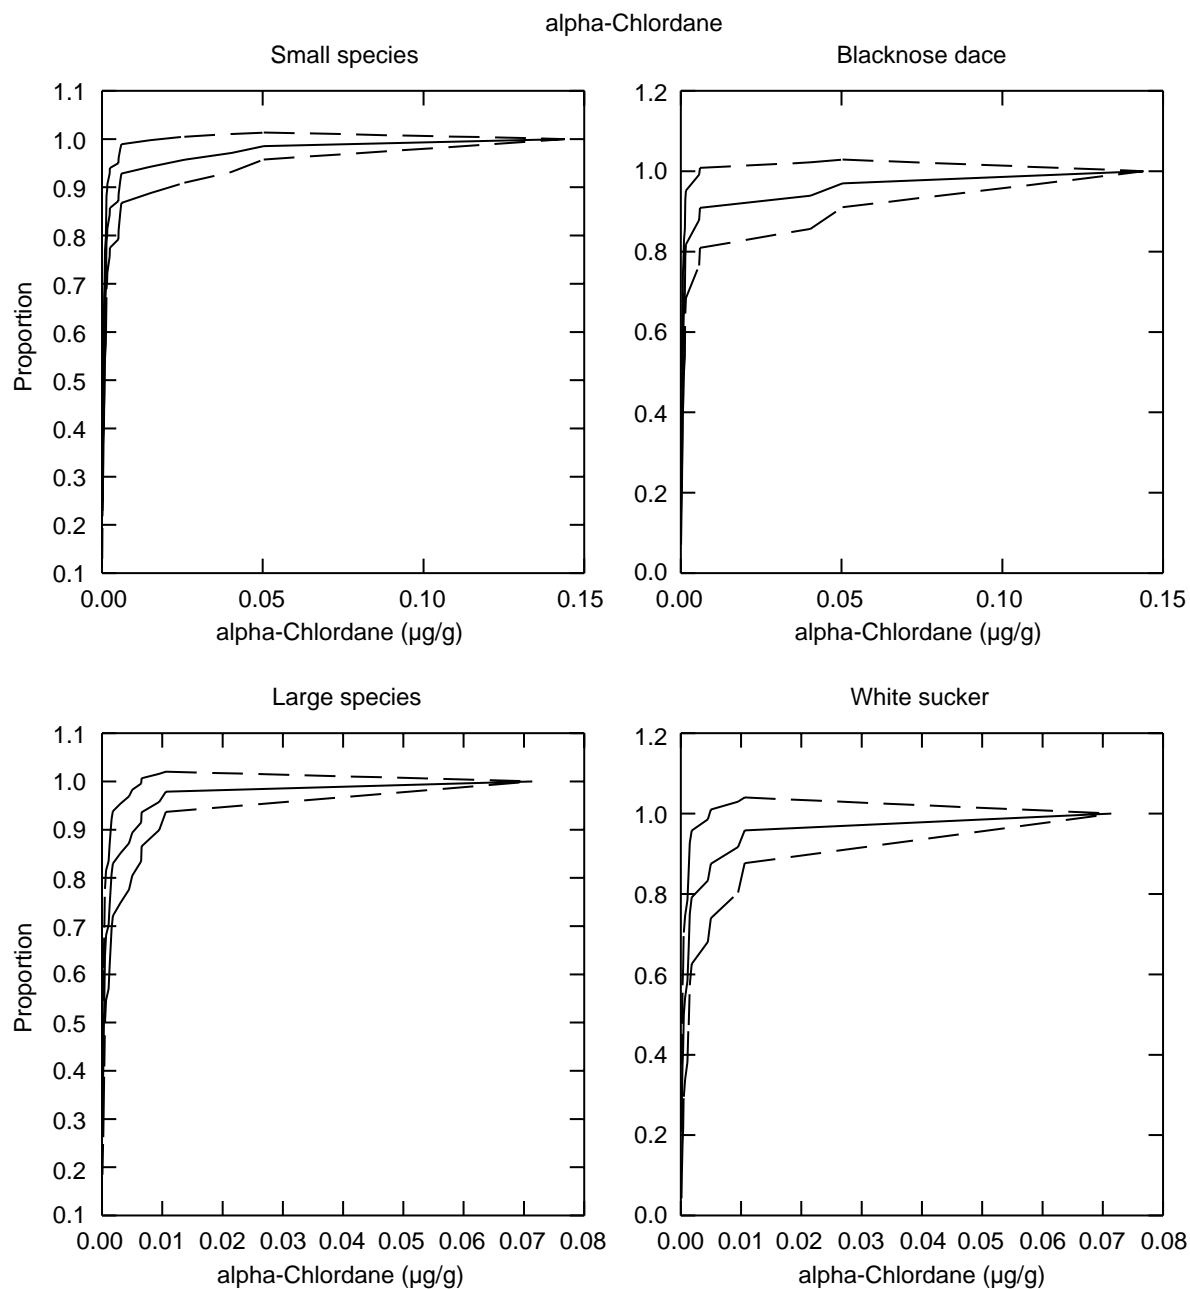 alpha-Chlordane
Small species
Blacknose dace
1.1
1.0
0.9
0.8
0.7
0.6
0.5
0.4
0.3
0.2
0.1
Proportion
0.00 0.05 0.10 0.15
alpha-Chlordane (µg/g)
1.2
1.0
0.8
0.6
0.4
0.2
0.0
0.00 0.05 0.10 0.15
alpha-Chlordane (µg/g)
Large species
White sucker
1.1
1.0
0.9
0.8
0.7
0.6
0.5
0.4
0.3
0.2
0.1
Proportion
0.00 0.01 0.02 0.03 0.04 0.05 0.06 0.07 0.08
alpha-Chlordane (µg/g)
1.2
1.0
0.8
0.6
0.4
0.2
0.0
0.00 0.01 0.02 0.03 0.04 0.05 0.06 0.07 0.08
alpha-Chlordane (µg/g)